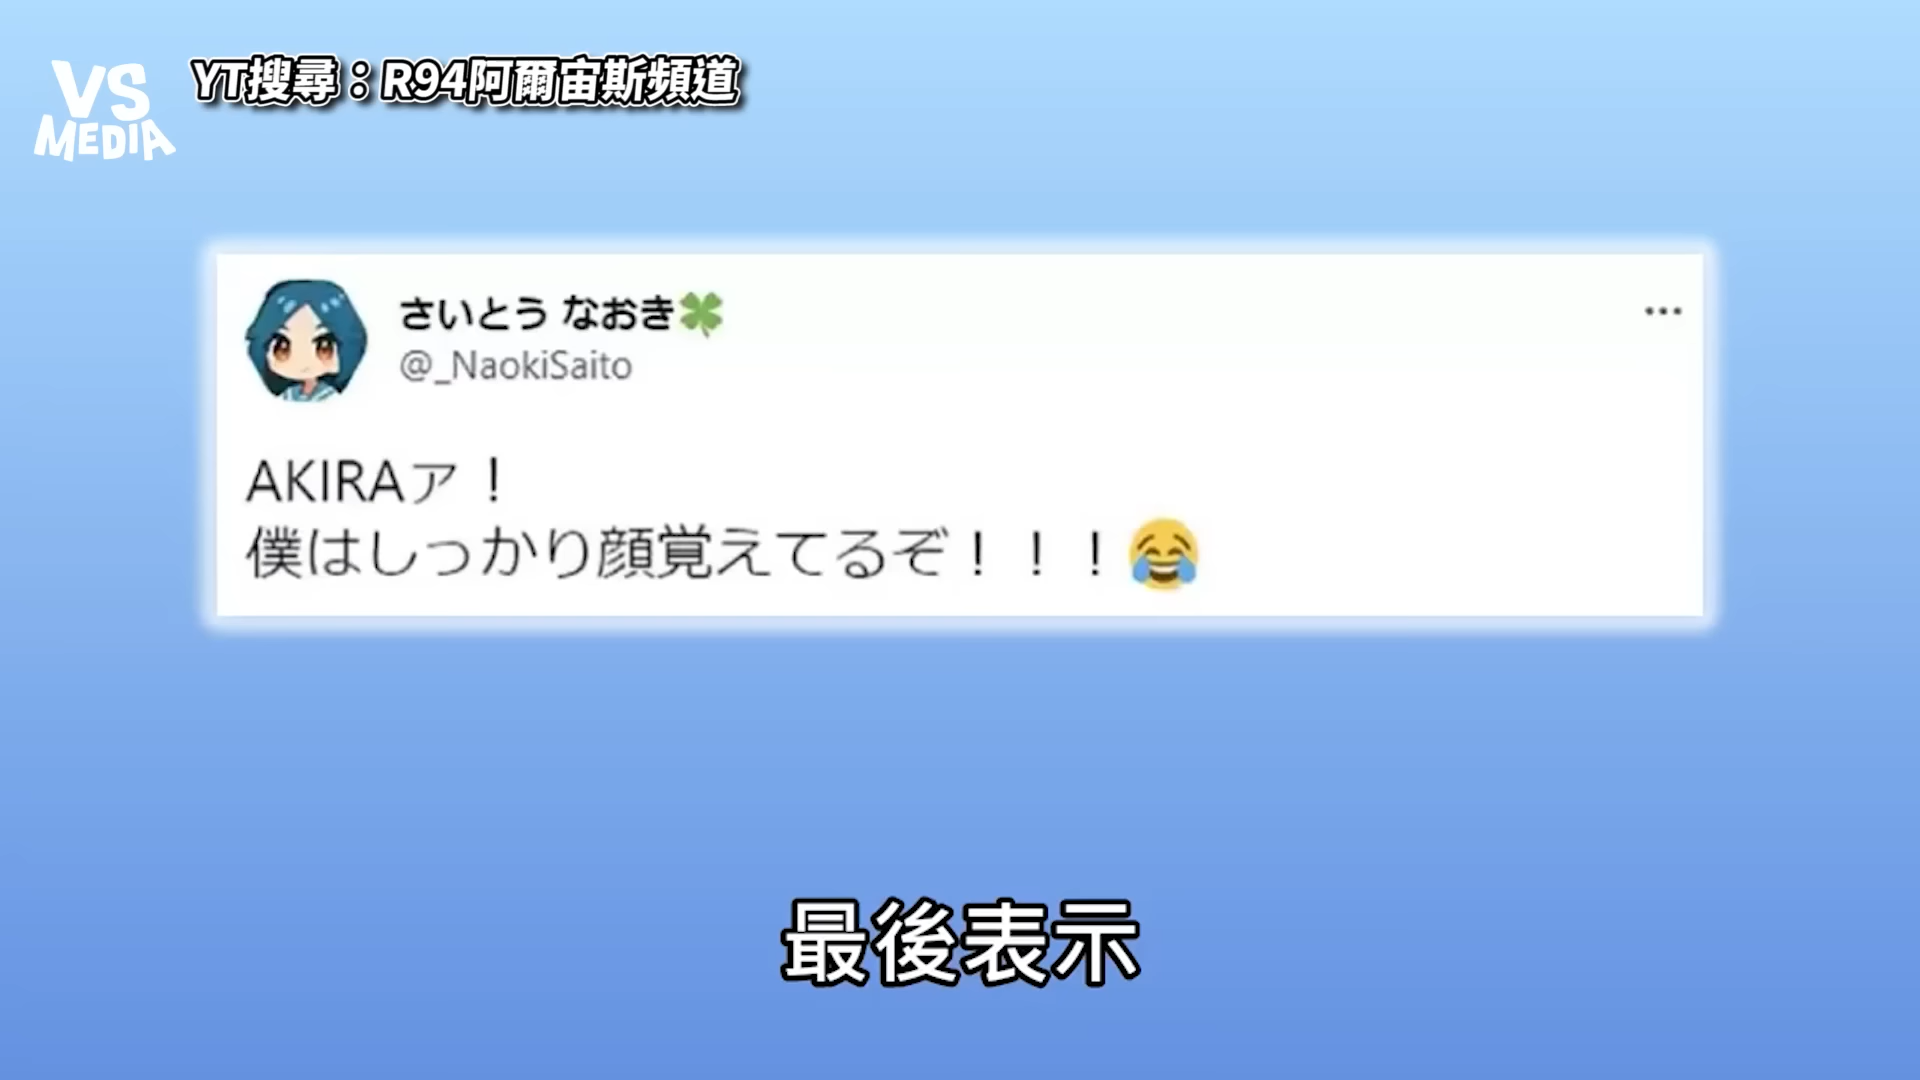 VS
MEDIA
YT搜尋：R94阿爾宙斯頻道
さいとう なおき🍀
@_NaokiSaito
AKIRAァ！
僕はしっかり顔覚えてるぞ！！！😂
最後表示